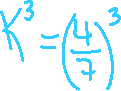 K³ = (4/7)³